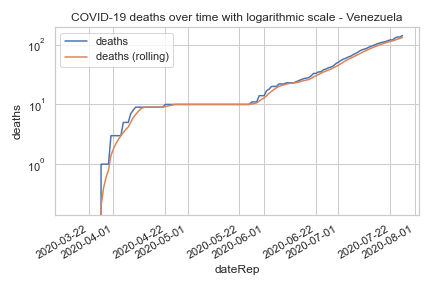 COVID-19 deaths over time with logarithmic scale - Venezuela
deaths
deaths (rolling)
10²
10¹
10⁰
deaths
2020-03-22
2020-04-01
2020-04-22
2020-05-01
2020-05-22
2020-06-01
2020-06-22
2020-07-01
2020-07-22
2020-08-01
dateRep